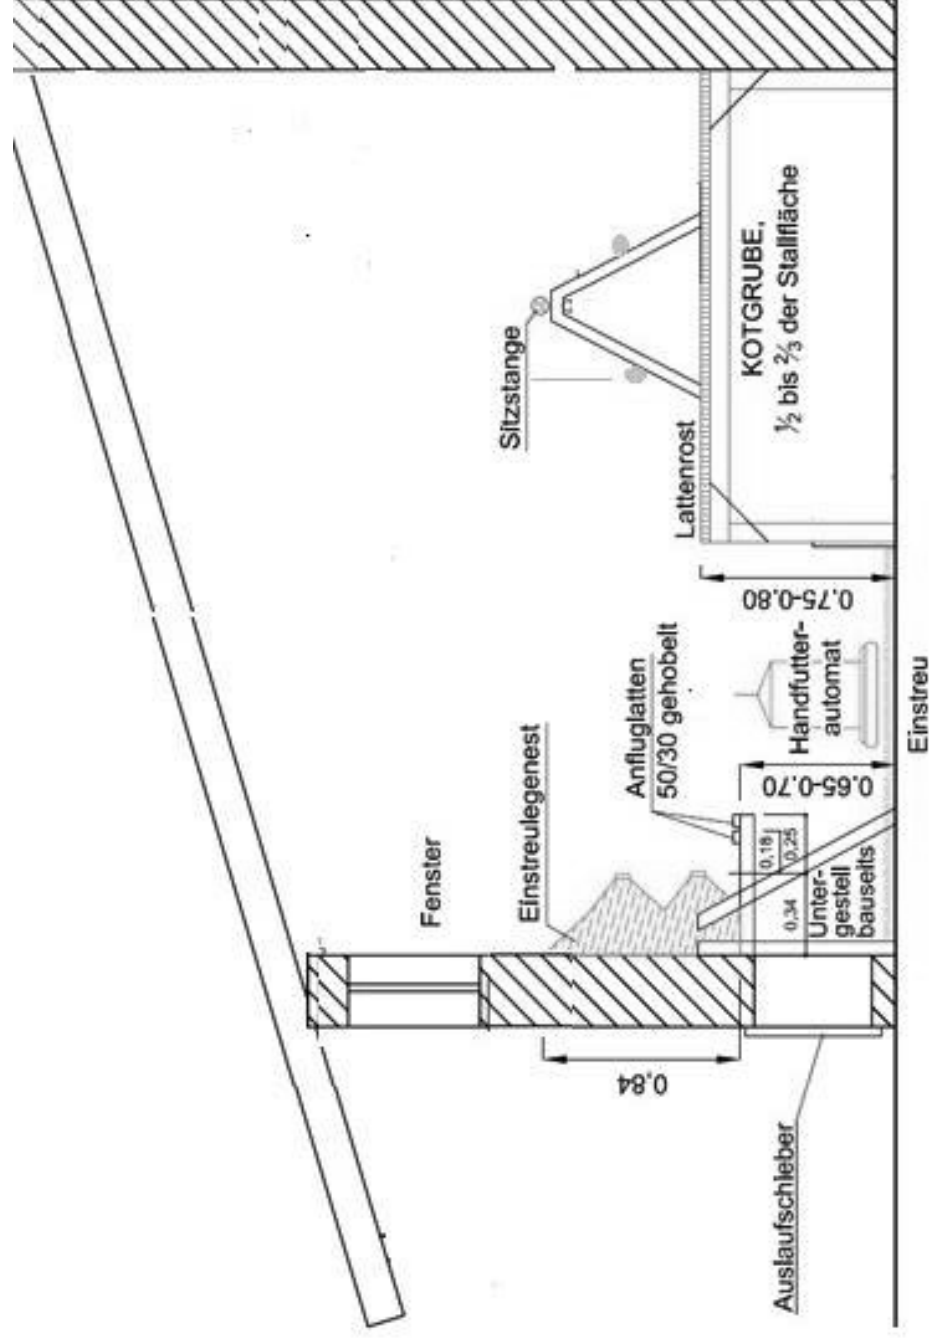 Fenster
Sitzstange
Einstreulegenest
Lattenrost
Anfluglatten
50/30 gehobelt
KOTGRUBE,
½ bis ⅔ der Stallfläche
0,84
0,65-0,70
0,75-0,80
Handfutter-
automat
0,18
0,34
0,25
Unter-
gestell
bauseits
Auslaufschieber
Einstreu